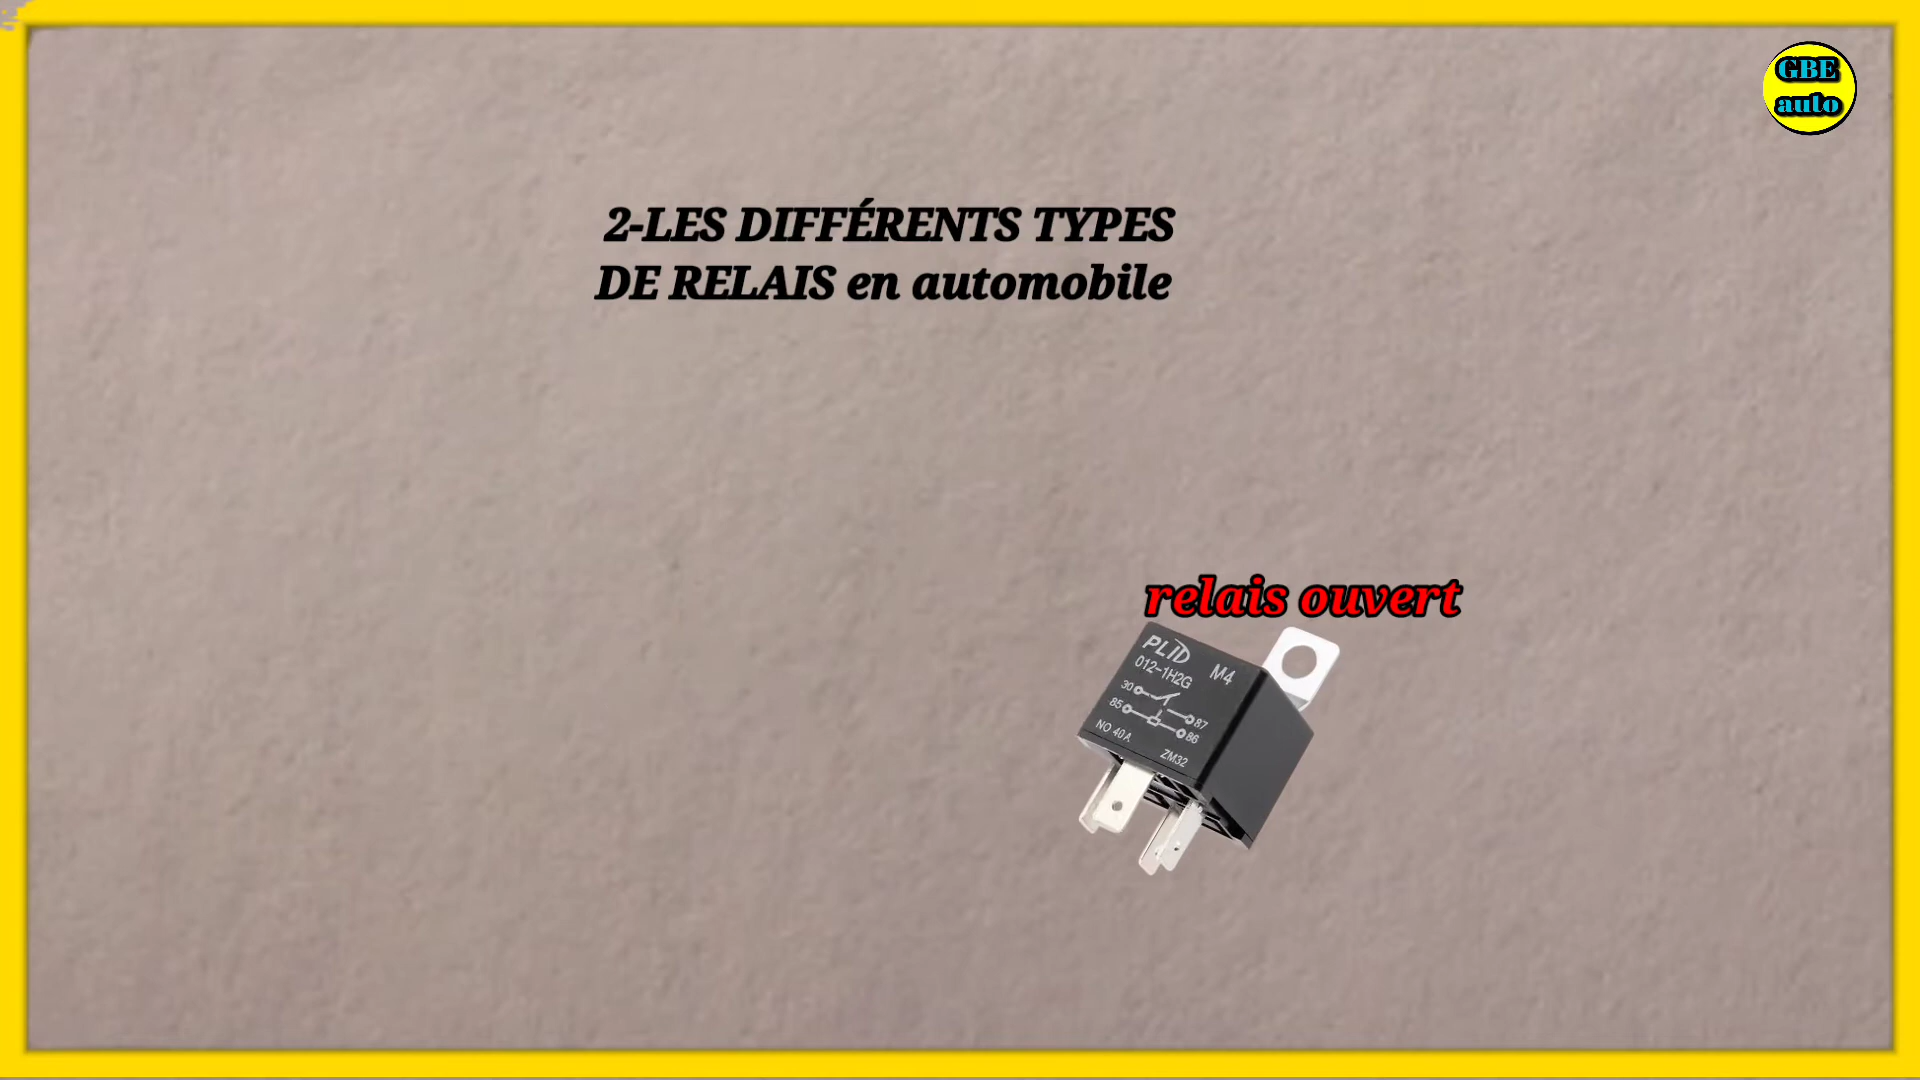 GBE
auto
2-LES DIFFÉRENTS TYPES
DE RELAIS en automobile
relais ouvert
PLID
012-1H2G M4
30
85
87
86
NO 40A
ZM32